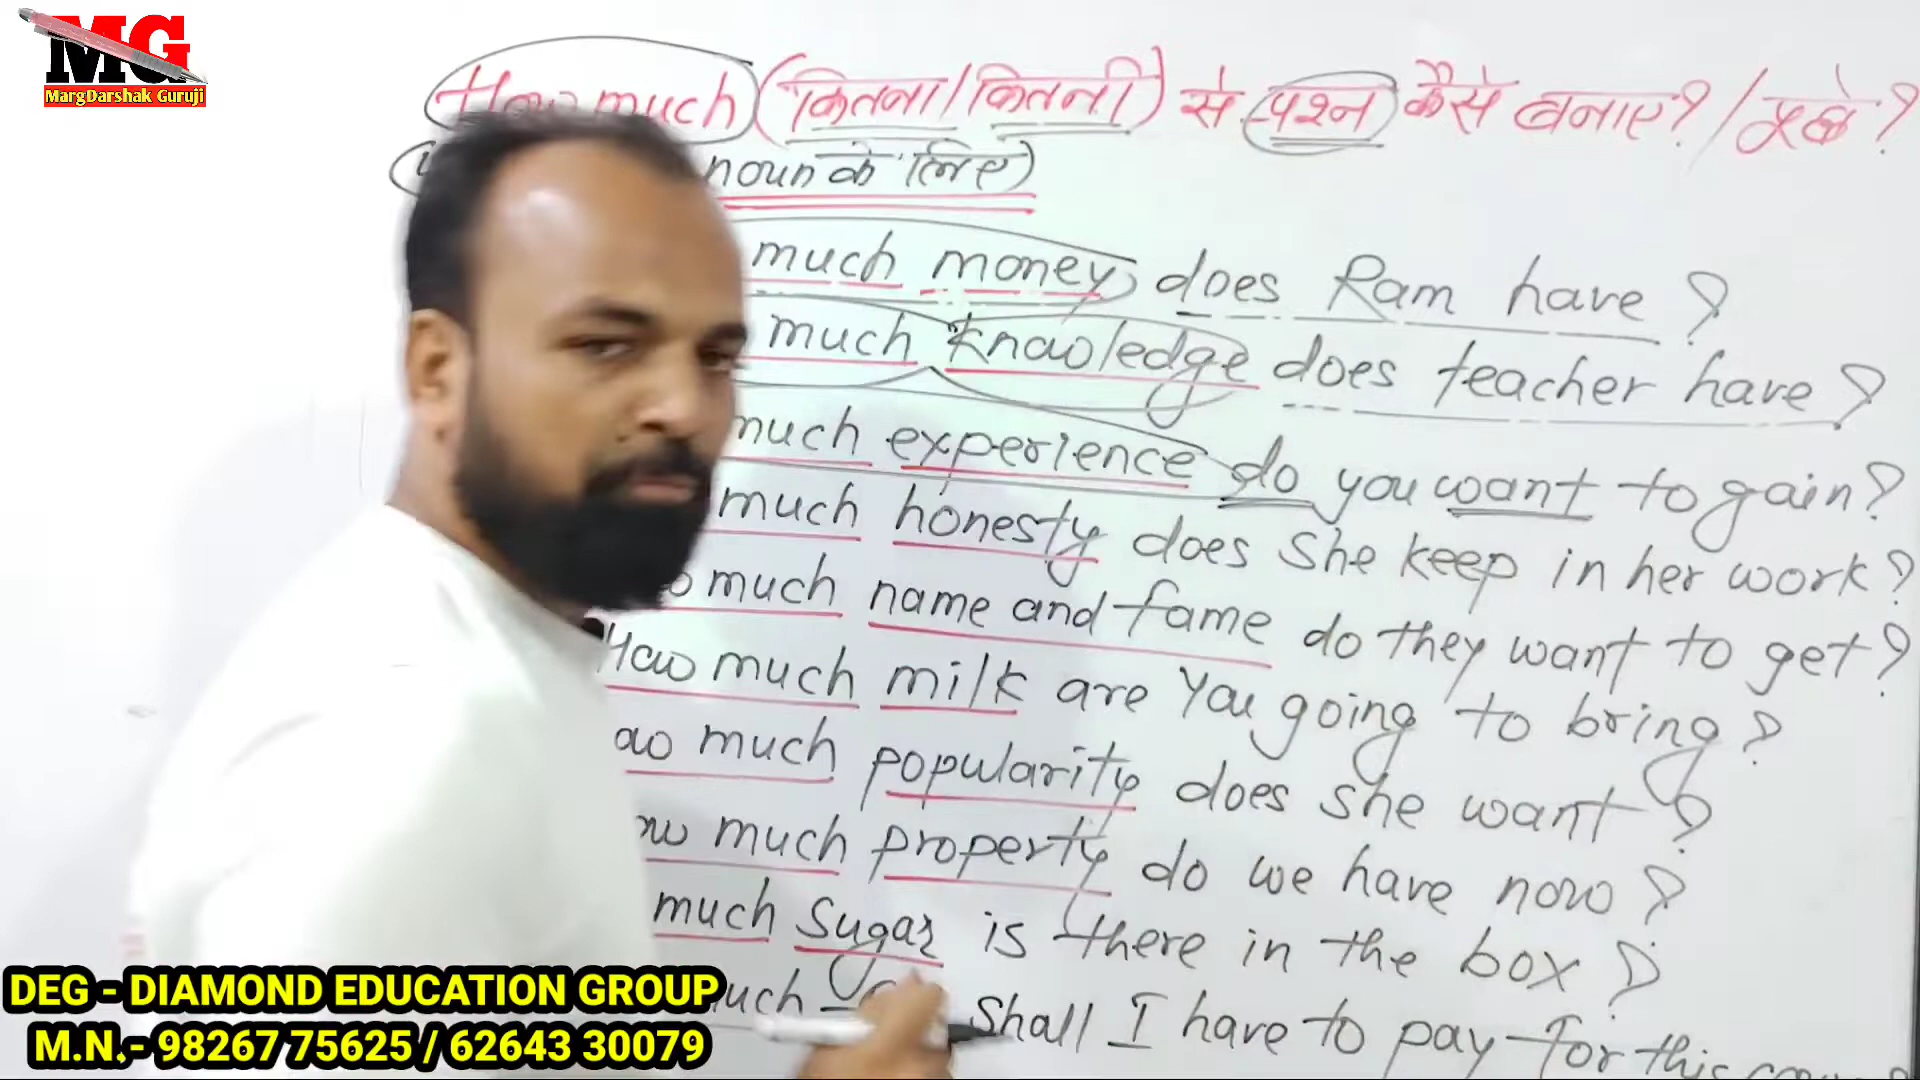 MG
MargDarshak Guruji
How much (कितना/कितनी) से प्रश्न कैसे बनाए? / पूछे?
noun के लिए)
much money does Ram have?
much knowledge does teacher have?
much experience do you want to gain?
much honesty does She keep in her work?
much name and fame do they want to get?
How much milk are You going to bring?
ow much popularity does she want?
ow much property do we have now?
much Sugar is there in the box?
much Shall I have to pay for this
DEG - DIAMOND EDUCATION GROUP
M.N.- 98267 75625 / 62643 30079